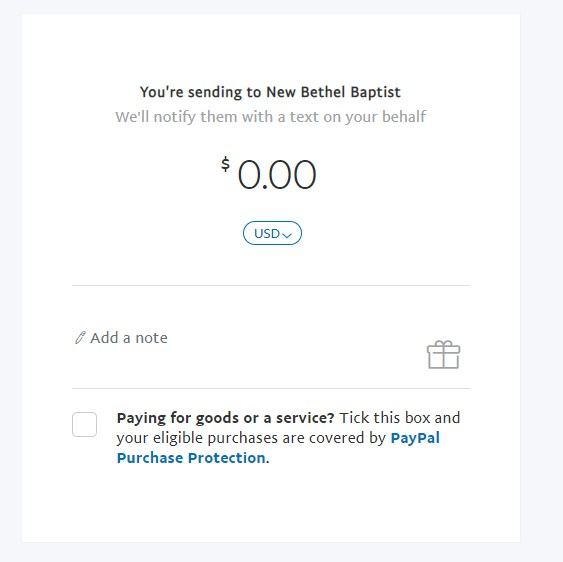 You're sending to New Bethel Baptist
We'll notify them with a text on your behalf
$ 0.00
USD
Add a note
Paying for goods or a service? Tick this box and
your eligible purchases are covered by PayPal
Purchase Protection.